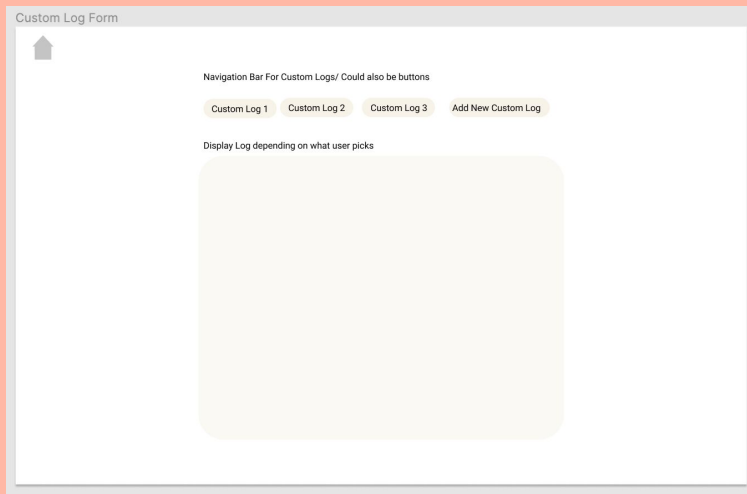 Custom Log Form
Navigation Bar For Custom Logs/ Could also be buttons
Custom Log 1 Custom Log 2 Custom Log 3 Add New Custom Log
Display Log depending on what user picks